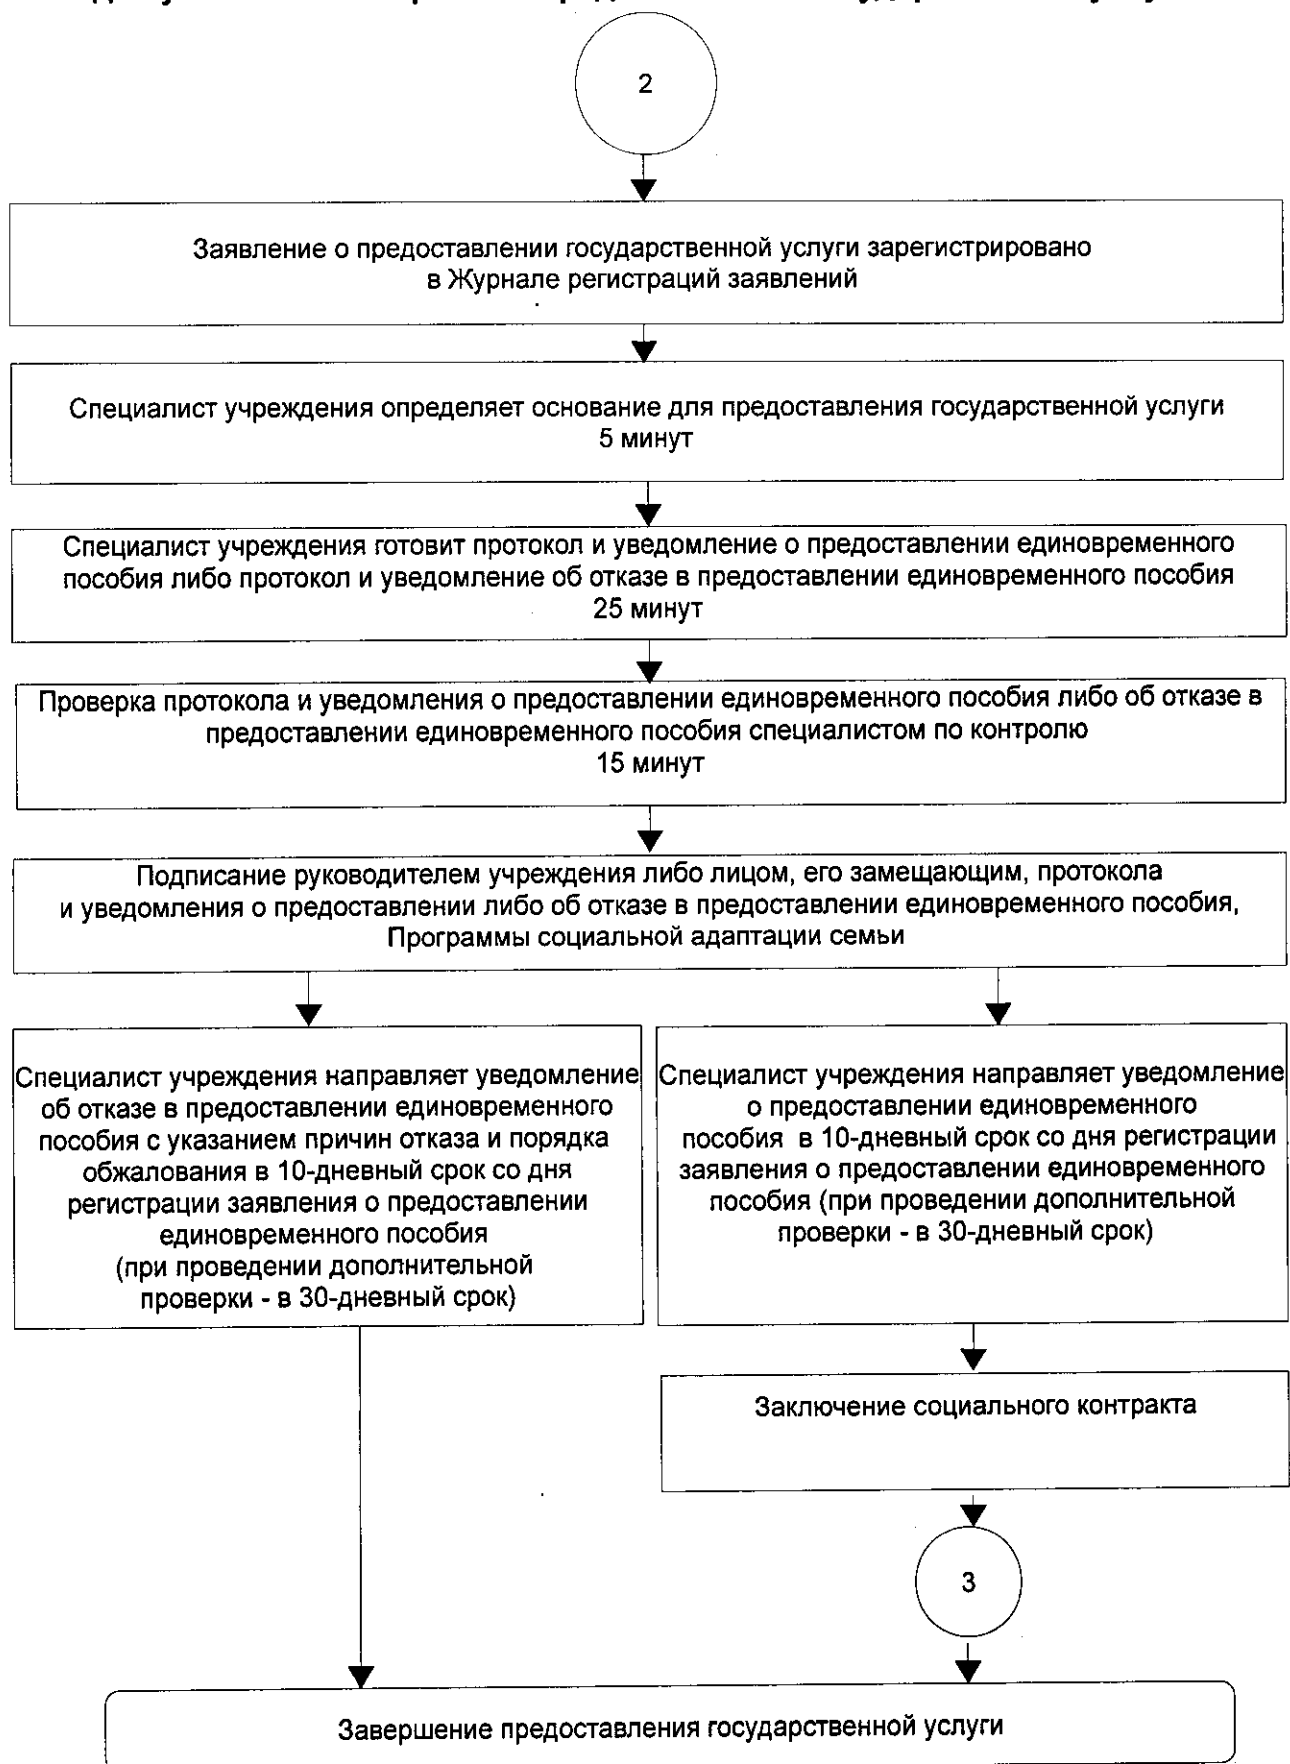 2
Заявление о предоставлении государственной услуги зарегистрировано
в Журнале регистраций заявлений
Специалист учреждения определяет основание для предоставления государственной услуги
5 минут
Специалист учреждения готовит протокол и уведомление о предоставлении единовременного
пособия либо протокол и уведомление об отказе в предоставлении единовременного пособия
25 минут
Проверка протокола и уведомления о предоставлении единовременного пособия либо об отказе в
предоставлении единовременного пособия специалистом по контролю
15 минут
Подписание руководителем учреждения либо лицом, его замещающим, протокола
и уведомления о предоставлении либо об отказе в предоставлении единовременного пособия,
Программы социальной адаптации семьи
Специалист учреждения направляет уведомление
об отказе в предоставлении единовременного
пособия с указанием причин отказа и порядка
обжалования в 10-дневный срок со дня
регистрации заявления о предоставлении
единовременного пособия
(при проведении дополнительной
проверки - в 30-дневный срок)
Специалист учреждения направляет уведомление
о предоставлении единовременного
пособия в 10-дневный срок со дня регистрации
заявления о предоставлении единовременного
пособия (при проведении дополнительной
проверки - в 30-дневный срок)
Заключение социального контракта
3
Завершение предоставления государственной услуги